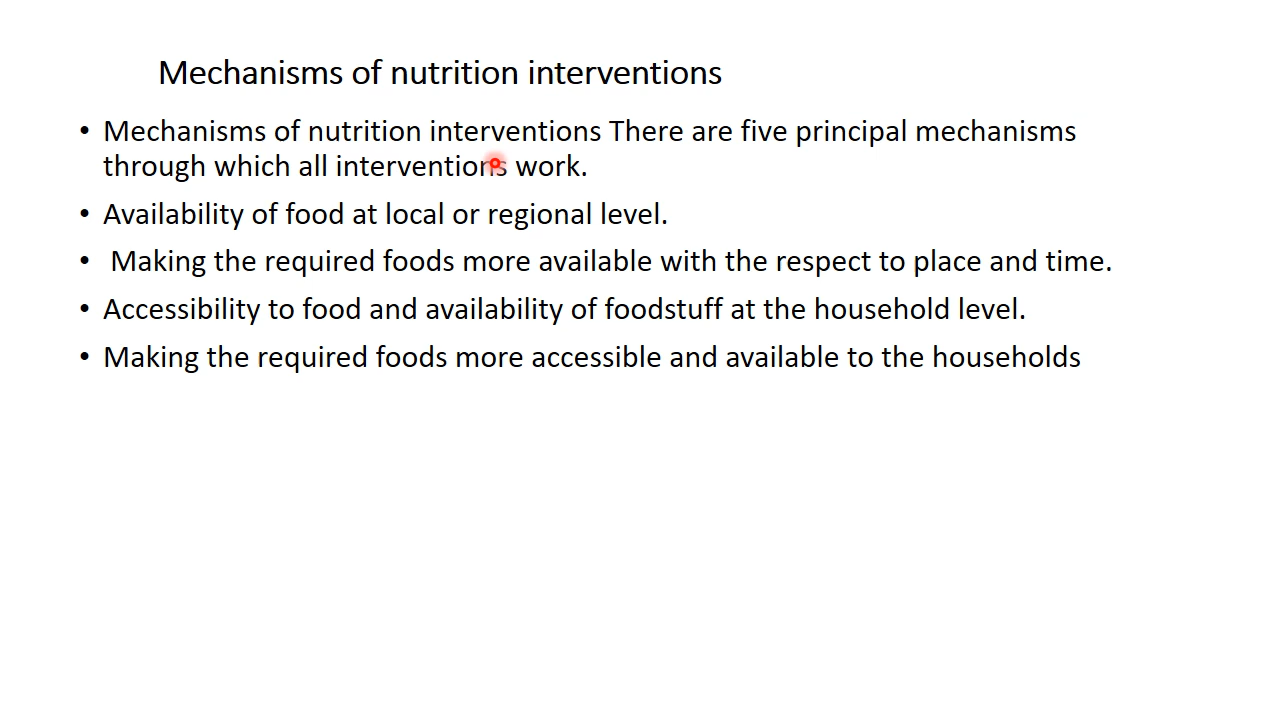 Mechanisms of nutrition interventions
• Mechanisms of nutrition interventions There are five principal mechanisms
through which all interventions work.
• Availability of food at local or regional level.
• Making the required foods more available with the respect to place and time.
• Accessibility to food and availability of foodstuff at the household level.
• Making the required foods more accessible and available to the households